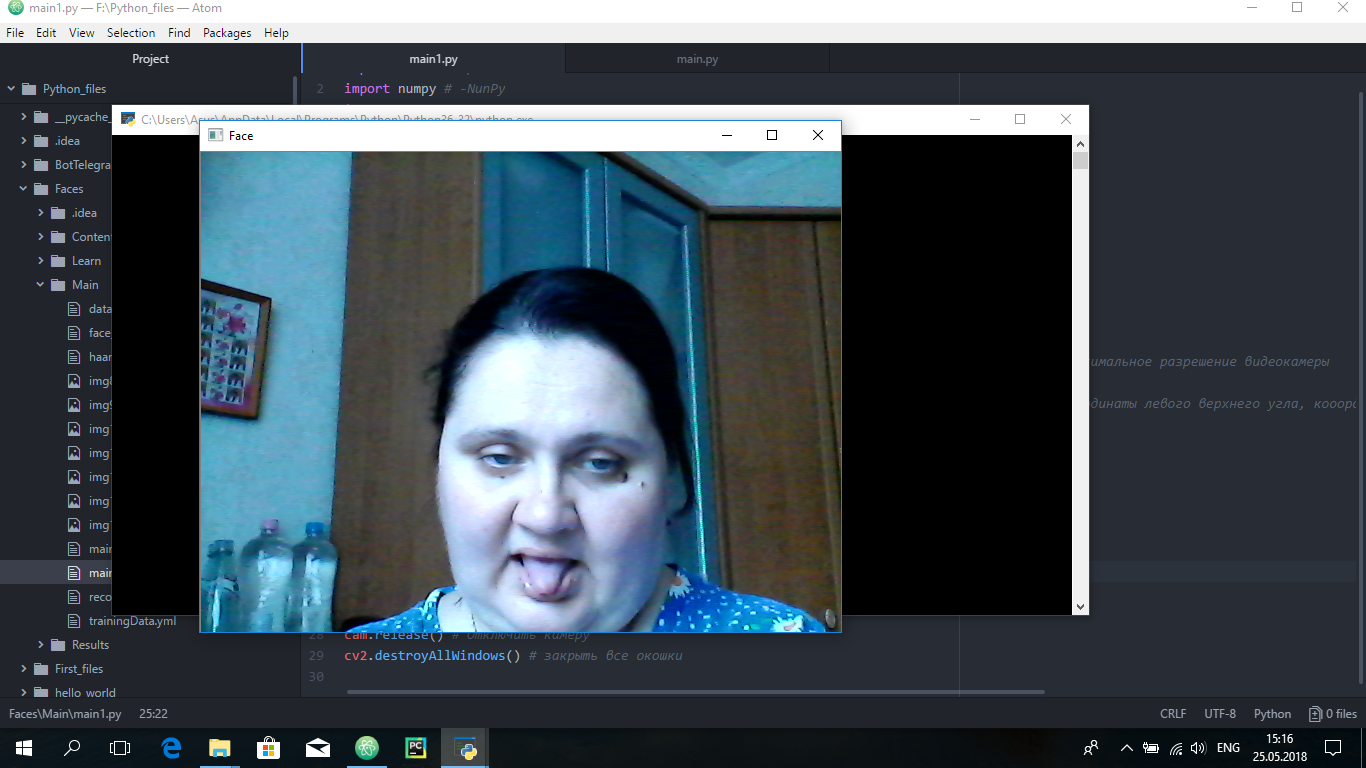 main1.py — F:\Python_files — Atom
File Edit View Selection Find Packages Help
Project
main1.py
main.py
Python_files
__pycache_
.idea
BotTelegra
Faces
.idea
Conten
Learn
Main
data
face_
haar
img
img
img
img
img
img
img
main
main
reco
trainingData.yml
Results
First_files
hello_world
2 import numpy # -NunPy
C:\Users\Asus\AppData\Local\Programs\Python\Python36-32\python.exe
Face
имальное разрешение видеокамеры
динаты левого верхнего угла, кооро
28 cam.release() # Отключить камеру
29 cv2.destroyAllWindows() # закрыть все окошки
30
Faces\Main\main1.py 25:22
CRLF UTF-8 Python 0 files
ENG
15:16
25.05.2018